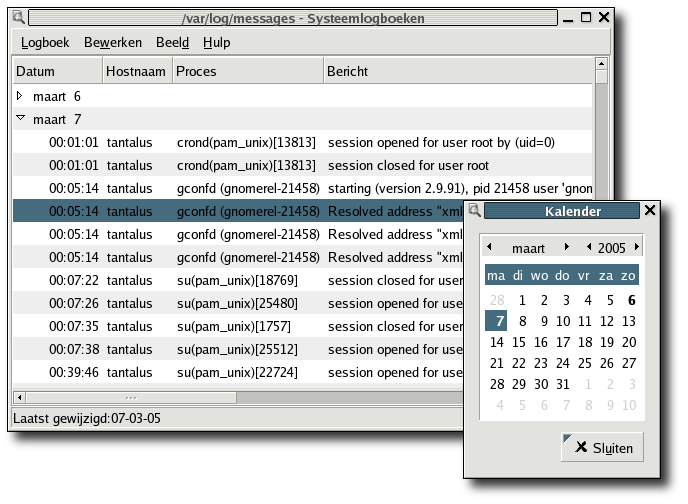 /var/log/messages - Systeemlogboeken
Logboek Bewerken Beeld Hulp
Datum Hostnaam Proces Bericht
maart 6
maart 7
00:01:01 tantalus crond(pam_unix)[13813] session opened for user root by (uid=0)
00:01:01 tantalus crond(pam_unix)[13813] session closed for user root
00:05:14 tantalus gconfd (gnomerel-21458) starting (version 2.9.91), pid 21458 user 'gnom
00:05:14 tantalus gconfd (gnomerel-21458) Resolved address "xml
00:05:14 tantalus gconfd (gnomerel-21458) Resolved address "xml
00:05:14 tantalus gconfd (gnomerel-21458) Resolved address "xml
00:07:22 tantalus su(pam_unix)[18769] session closed for user
00:07:26 tantalus su(pam_unix)[25480] session opened for user
00:07:35 tantalus su(pam_unix)[1757] session closed for user
00:07:38 tantalus su(pam_unix)[25512] session opened for user
00:39:46 tantalus su(pam_unix)[22724] session opened for user
Laatst gewijzigd:07-03-05
Kalender
maart 2005
ma di wo do vr za zo
28 1 2 3 4 5 6
7 8 9 10 11 12 13
14 15 16 17 18 19 20
21 22 23 24 25 26 27
28 29 30 31 1 2 3
4 5 6 7 8 9 10
Sluiten